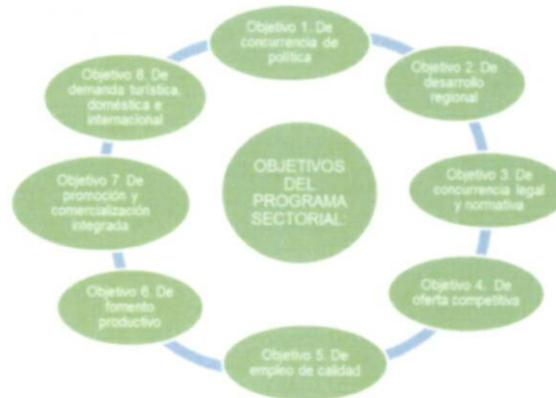 Objetivo 1. De
concurrencia de
política
Objetivo 2. De
desarrollo
regional
Objetivo 3. De
concurrencia legal
y normativa
Objetivo 4. De
oferta competitiva
Objetivo 5. De
empleo de calidad
Objetivo 6. De
fomento
productivo
Objetivo 7. De
promoción y
comercialización
integrada
Objetivo 8. De
demanda turística,
doméstica e
internacional
OBJETIVOS
DEL
PROGRAMA
SECTORIAL: